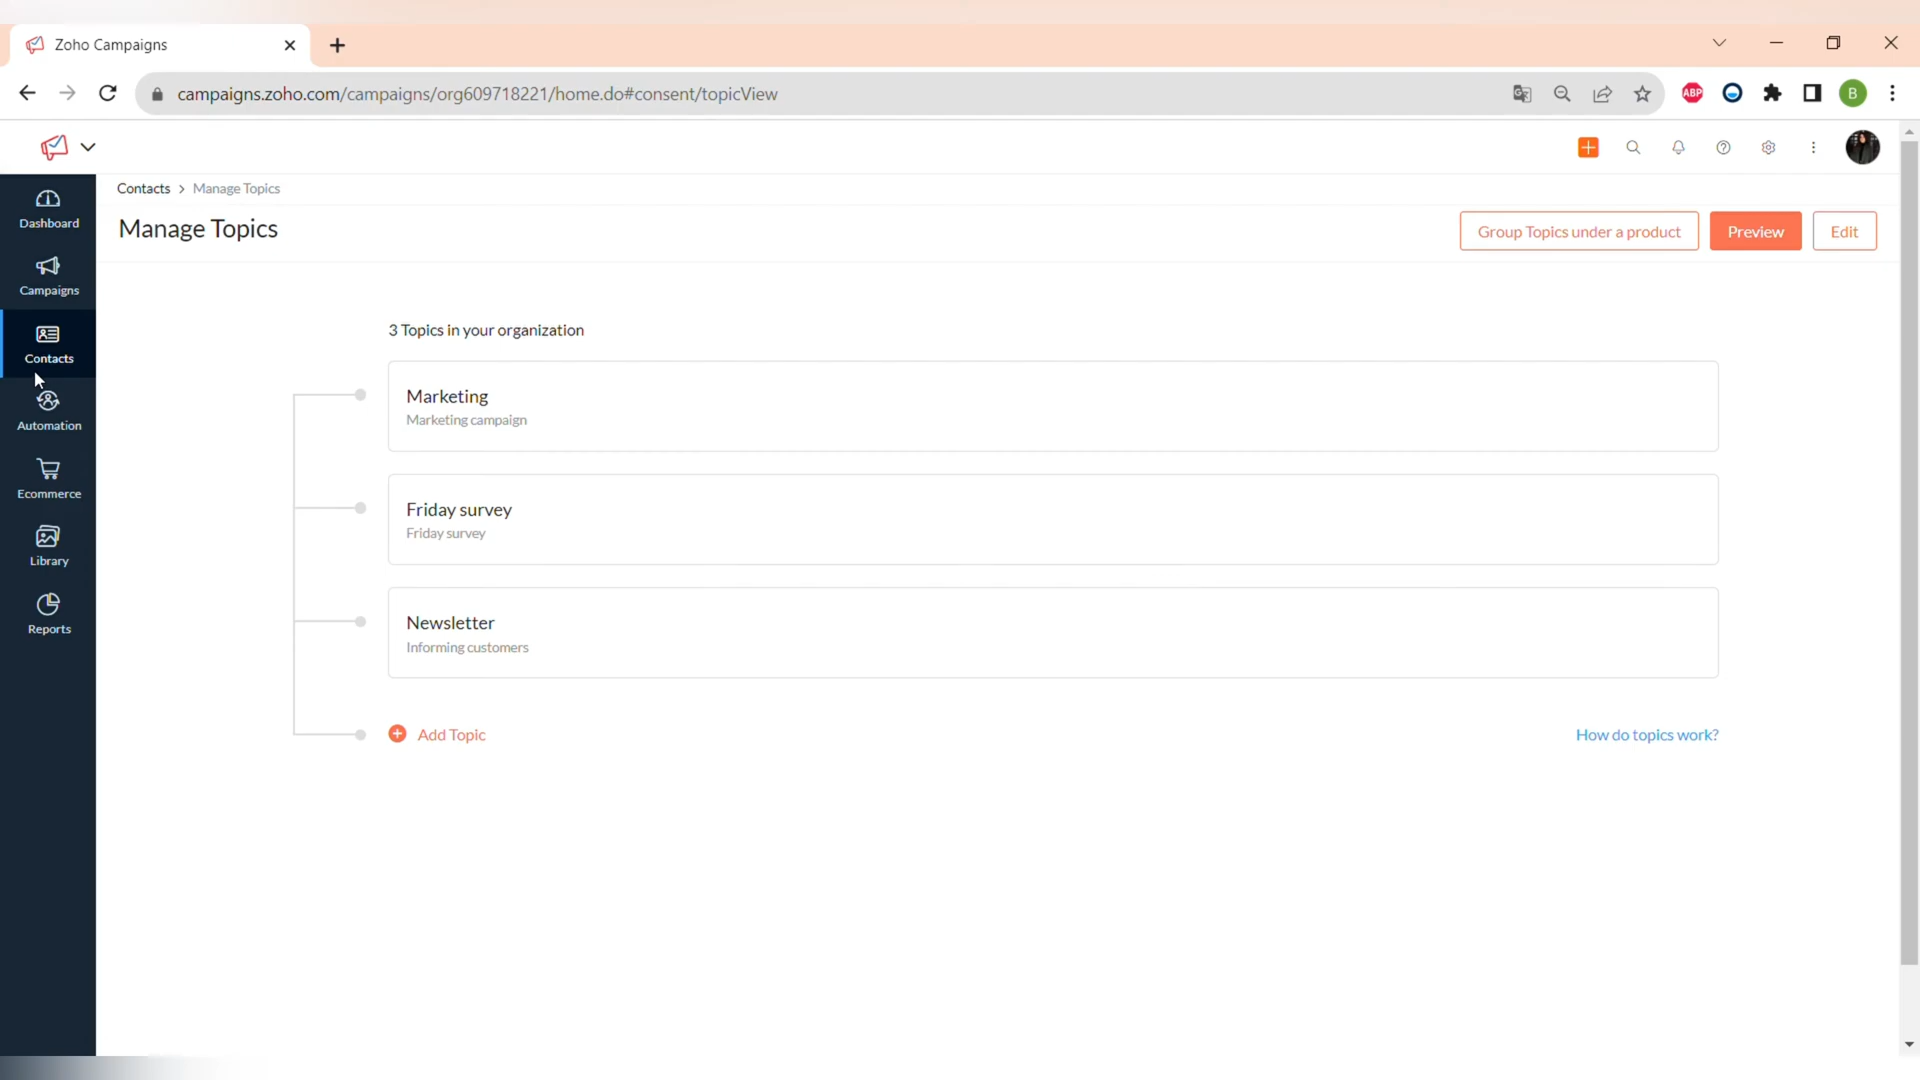 Zoho Campaigns
campaigns.zoho.com/campaigns/org609718221/home.do#consent/topicView
ABP
B
Contacts > Manage Topics
Manage Topics
Group Topics under a product
Preview
Edit
Dashboard
Campaigns
Contacts
Automation
Ecommerce
Library
Reports
3 Topics in your organization
Marketing
Marketing campaign
Friday survey
Friday survey
Newsletter
Informing customers
Add Topic
How do topics work?